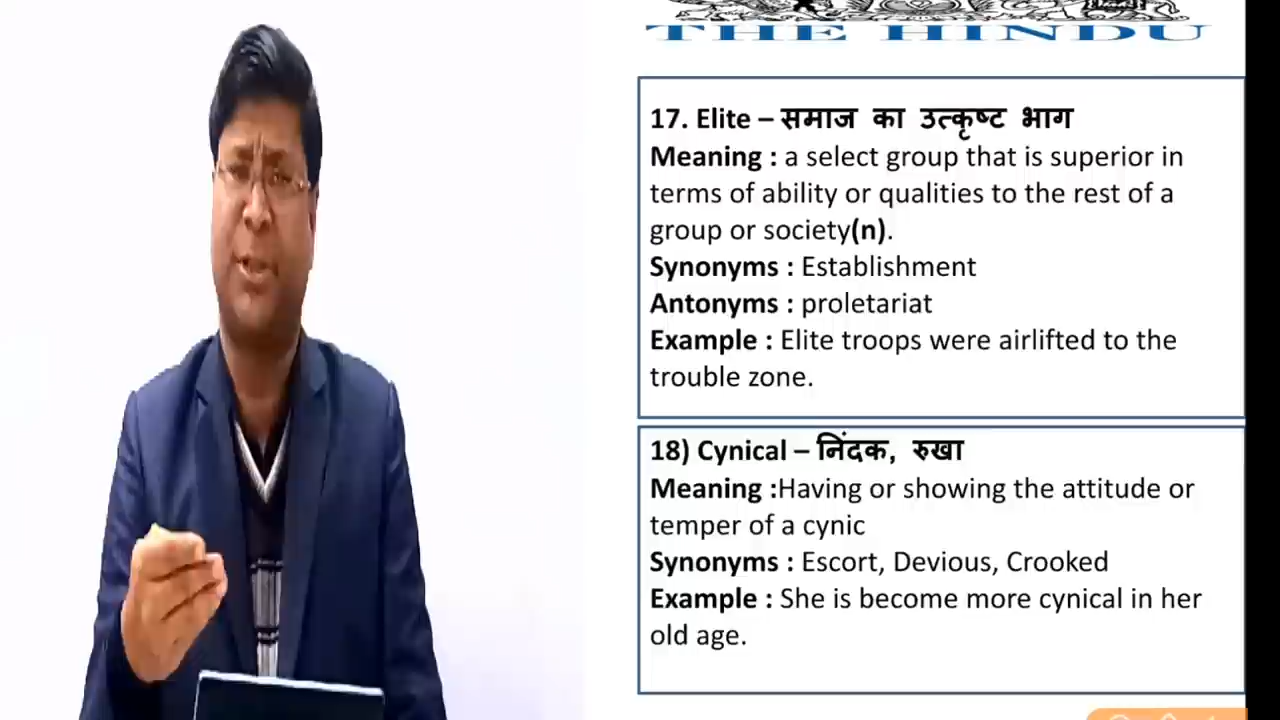 THE HINDU
17. Elite – समाज का उत्कृष्ट भाग
Meaning : a select group that is superior in
terms of ability or qualities to the rest of a
group or society(n).
Synonyms : Establishment
Antonyms : proletariat
Example : Elite troops were airlifted to the
trouble zone.
18) Cynical – निंदक, रुखा
Meaning :Having or showing the attitude or
temper of a cynic
Synonyms : Escort, Devious, Crooked
Example : She is become more cynical in her
old age.